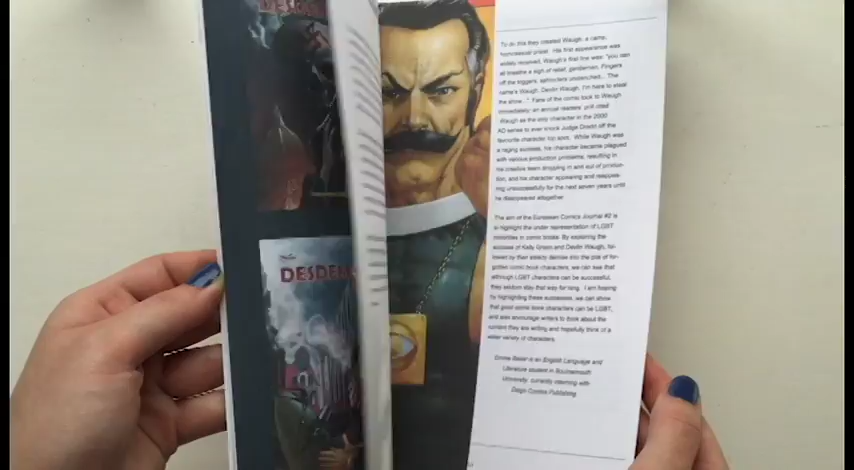 DESDE
To do this they created Waugh, a camp,
homosexual priest. His first appearance was
widely received, Waugh's first line was: "you can
all breathe a sigh of relief, gentlemen. Fingers
off the triggers, sphincters unclenched... The
name's Waugh, Devlin Waugh. I'm here to steal
the show...". Fans of the comic took to Waugh
immediately: an annual readers' poll cited
Waugh as the only character in the 2000
AD series to ever knock Judge Dredd off the
favourite character top spot. While Waugh was
a raging success, his character became plagued
with various production problems, resulting in
his creative team dropping in and out of produc-
tion, and his character appearing and reappear-
ing unsuccessfully for the next seven years until
he disappeared altogether.
The aim of the European Comics Journal #2 is
to highlight the under representation of LGBT
minorities in comic books. By exploring the
success of Kelly Green and Devlin Waugh, fol-
lowed by their steady demise into the pile of for-
gotten comic book characters, we can see that
although LGBT characters can be successful,
they seldom stay that way for long. I am hoping
by highlighting these successes, we can show
that good comic book characters can be LGBT,
and also encourage writers to think about the
content they are writing and hopefully think of a
wider variety of characters.
Emma Baker is an English Language and
Literature student in Bournemouth
University, currently interning with
Dalgo Comics Publishing